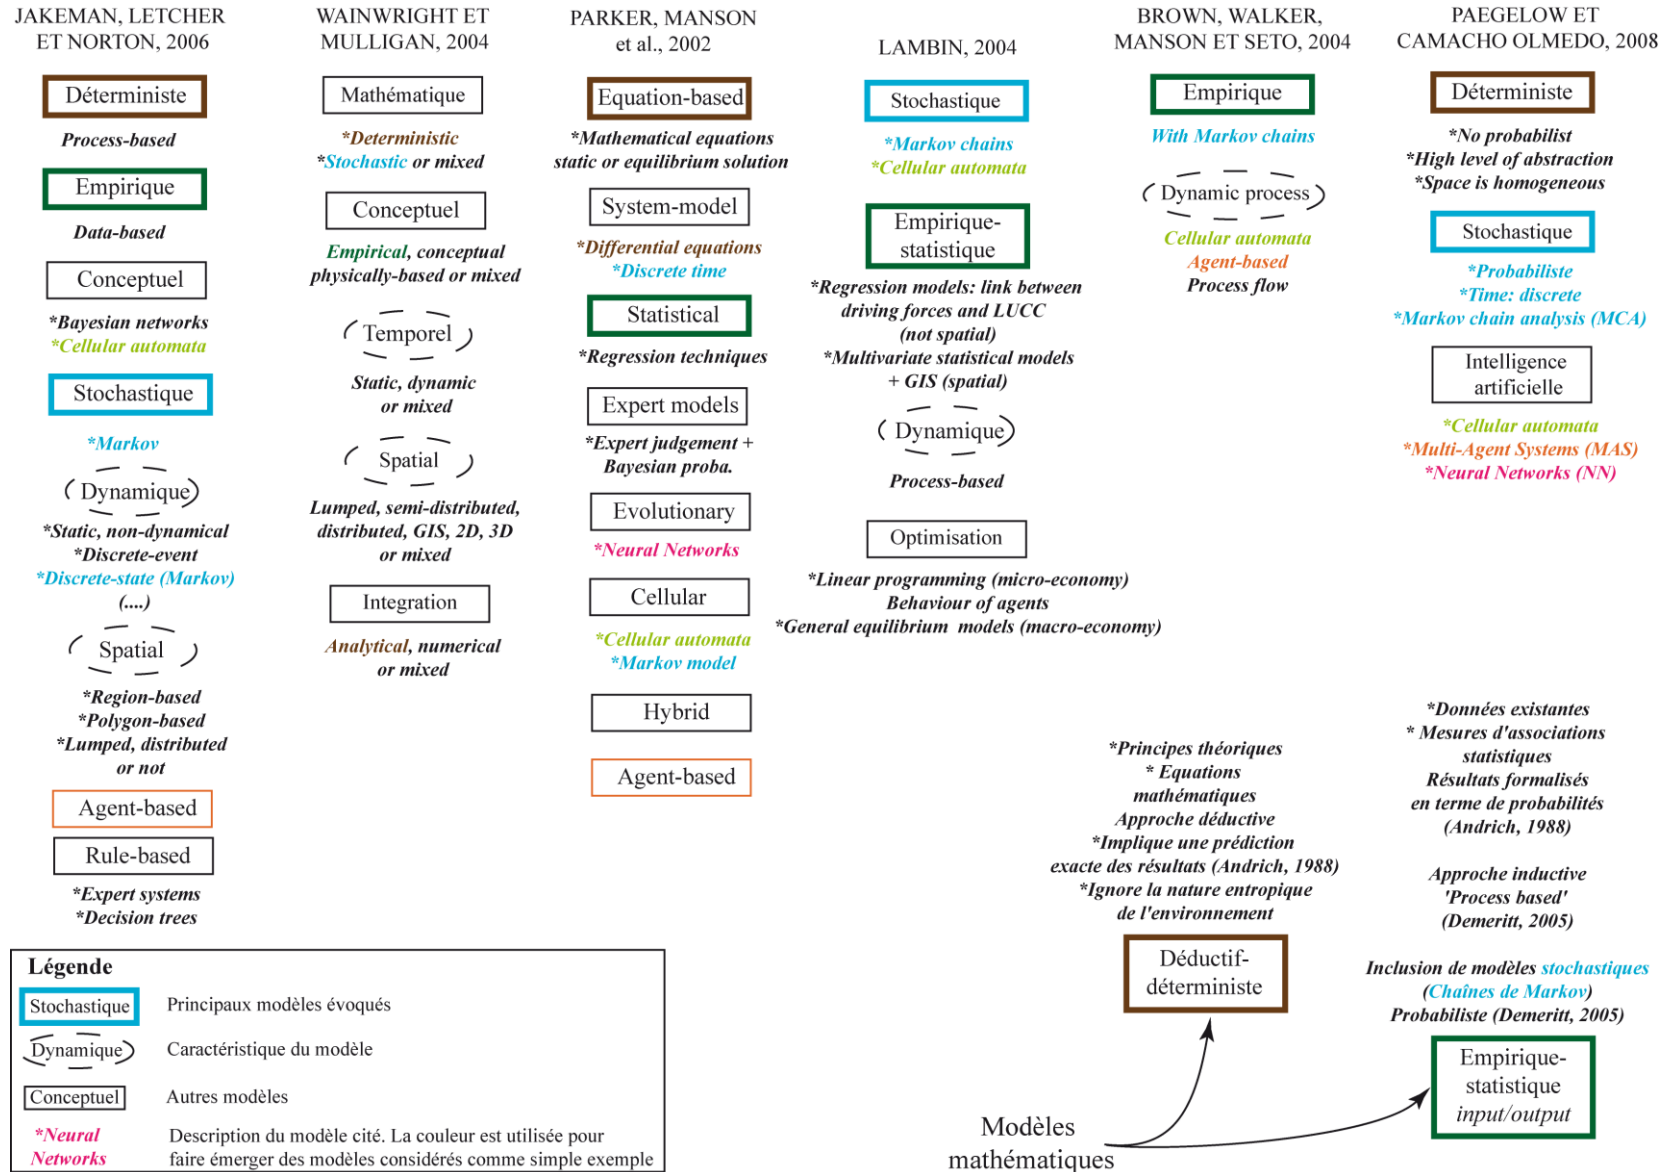 JAKEMAN, LETCHER
ET NORTON, 2006
Déterministe
Process-based
Empirique
Data-based
Conceptuel
*Bayesian networks
*Cellular automata
Stochastique
*Markov
Dynamique
*Static, non-dynamical
*Discrete-event
*Discrete-state (Markov)
(....)
Spatial
*Region-based
*Polygon-based
*Lumped, distributed
or not
Agent-based
Rule-based
*Expert systems
*Decision trees
WAINWRIGHT ET
MULLIGAN, 2004
Mathématique
*Deterministic
*Stochastic or mixed
Conceptuel
Empirical, conceptual
physically-based or mixed
Temporel
Static, dynamic
or mixed
Spatial
Lumped, semi-distributed,
distributed, GIS, 2D, 3D
or mixed
Integration
Analytical, numerical
or mixed
PARKER, MANSON
et al., 2002
Equation-based
*Mathematical equations
static or equilibrium solution
System-model
*Differential equations
*Discrete time
Statistical
*Regression techniques
Expert models
*Expert judgement +
Bayesian proba.
Evolutionary
*Neural Networks
Cellular
*Cellular automata
*Markov model
Hybrid
Agent-based
LAMBIN, 2004
Stochastique
*Markov chains
*Cellular automata
Empirique-
statistique
*Regression models: link between
driving forces and LUCC
(not spatial)
*Multivariate statistical models
+ GIS (spatial)
Dynamique
Process-based
Optimisation
*Linear programming (micro-economy)
Behaviour of agents
*General equilibrium models (macro-economy)
BROWN, WALKER,
MANSON ET SETO, 2004
Empirique
With Markov chains
Dynamic process
Cellular automata
Agent-based
Process flow
PAEGELOW ET
CAMACHO OLMEDO, 2008
Déterministe
*No probabilist
*High level of abstraction
*Space is homogeneous
Stochastique
*Probabiliste
*Time: discrete
*Markov chain analysis (MCA)
Intelligence
artificielle
*Cellular automata
*Multi-Agent Systems (MAS)
*Neural Networks (NN)
*Principes théoriques
* Equations
mathématiques
Approche déductive
*Implique une prédiction
exacte des résultats (Andrich, 1988)
*Ignore la nature entropique
de l'environnement
Déductif-
déterministe
*Données existantes
* Mesures d'associations
statistiques
Résultats formalisés
en terme de probabilités
(Andrich, 1988)
Approche inductive
'Process based'
(Demeritt, 2005)
Inclusion de modèles stochastiques
(Chaînes de Markov)
Probabiliste (Demeritt, 2005)
Empirique-
statistique
input/output
Modèles
mathématiques
Légende
Stochastique
Principaux modèles évoqués
Dynamique
Caractéristique du modèle
Conceptuel
Autres modèles
*Neural
Networks
Description du modèle cité. La couleur est utilisée pour
faire émerger des modèles considérés comme simple exemple